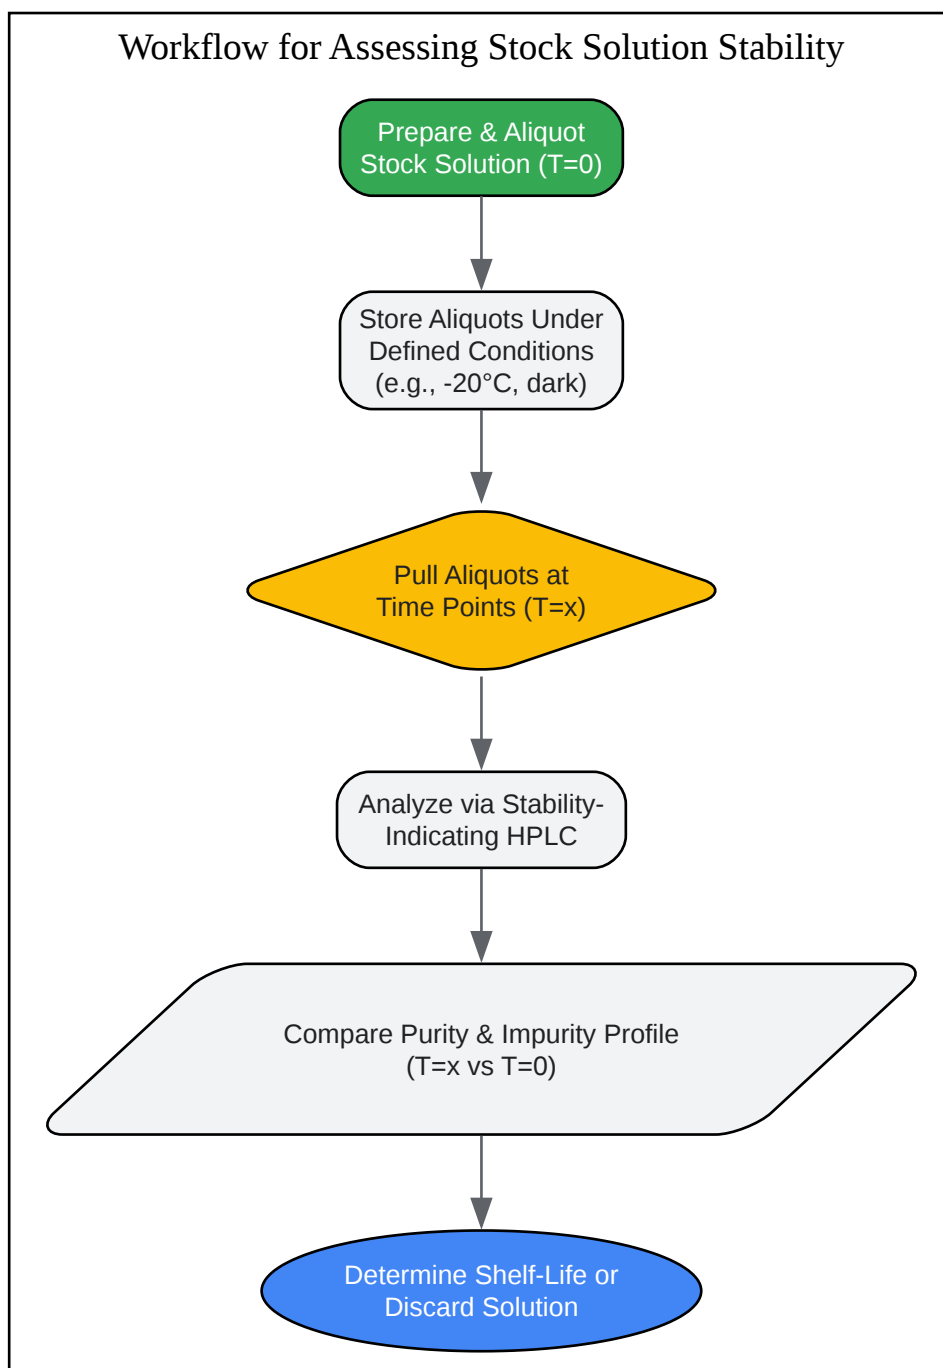 Workflow for Assessing Stock Solution Stability
Prepare & Aliquot
Stock Solution (T=0)
Store Aliquots Under
Defined Conditions
(e.g., -20°C, dark)
Pull Aliquots at
Time Points (T=x)
Analyze via Stability-
Indicating HPLC
Compare Purity & Impurity Profile
(T=x vs T=0)
Determine Shelf-Life or
Discard Solution